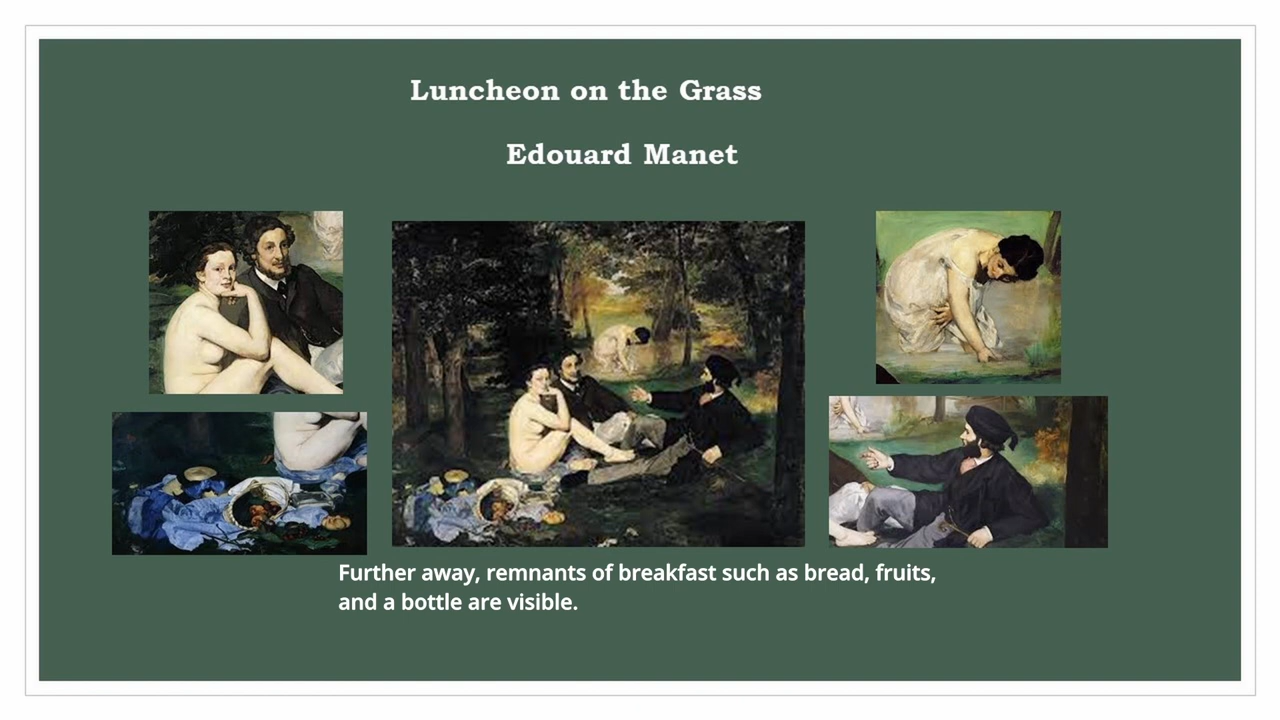 Luncheon on the Grass
Edouard Manet
Further away, remnants of breakfast such as bread, fruits,
and a bottle are visible.